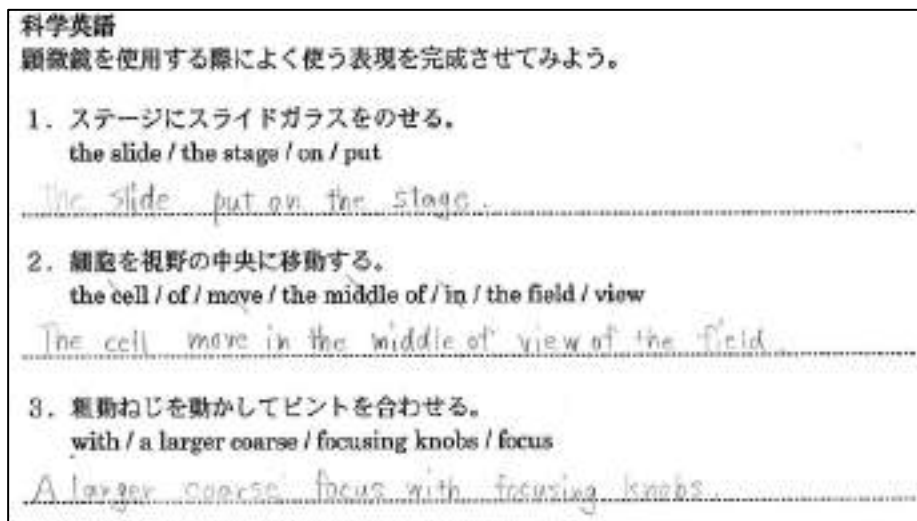 科学英語
顕微鏡を使用する際によく使う表現を完成させてみよう。
1．ステージにスライドガラスをのせる。
the slide / the stage / on / put
The slide put on the stage.
2．細胞を視野の中央に移動する。
the cell / of / move / the middle of / in / the field / view
The cell move in the middle of view of the field.
3．粗動ねじを動かしてピントを合わせる。
with / a larger coarse / focusing knobs / focus
A larger coarse focus with focusing knobs.